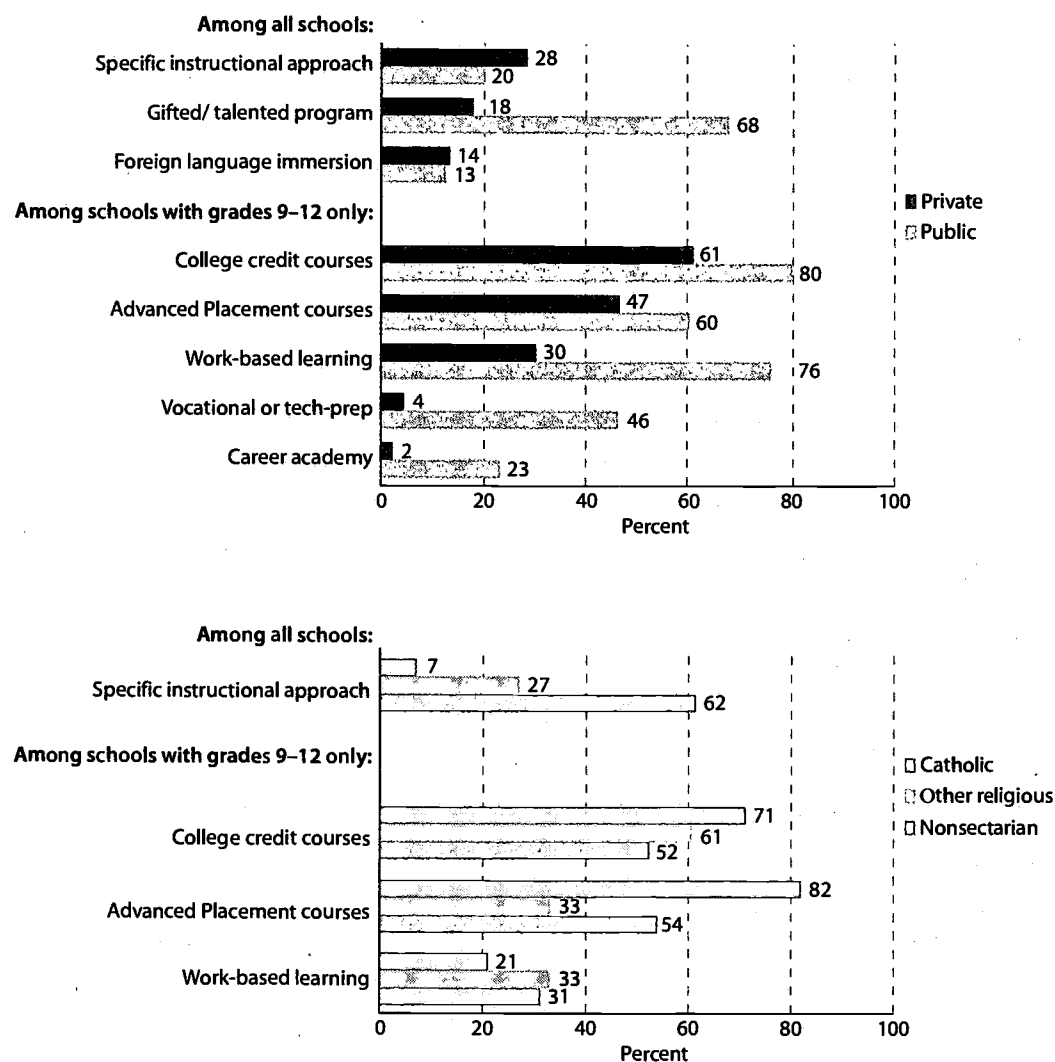 Among all schools:
Specific instructional approach 28
20
Gifted/ talented program 18
68
Foreign language immersion 14
13
Among schools with grades 9–12 only:
Private
Public
College credit courses 61
80
Advanced Placement courses 47
60
Work-based learning 30
76
Vocational or tech-prep 4
46
Career academy 2
23
0 20 40 60 80 100
Percent
Among all schools:
7
Specific instructional approach 27
62
Among schools with grades 9–12 only:
Catholic
Other religious
Nonsectarian
71
College credit courses 61
52
82
Advanced Placement courses 33
54
21
Work-based learning 33
31
0 20 40 60 80 100
Percent